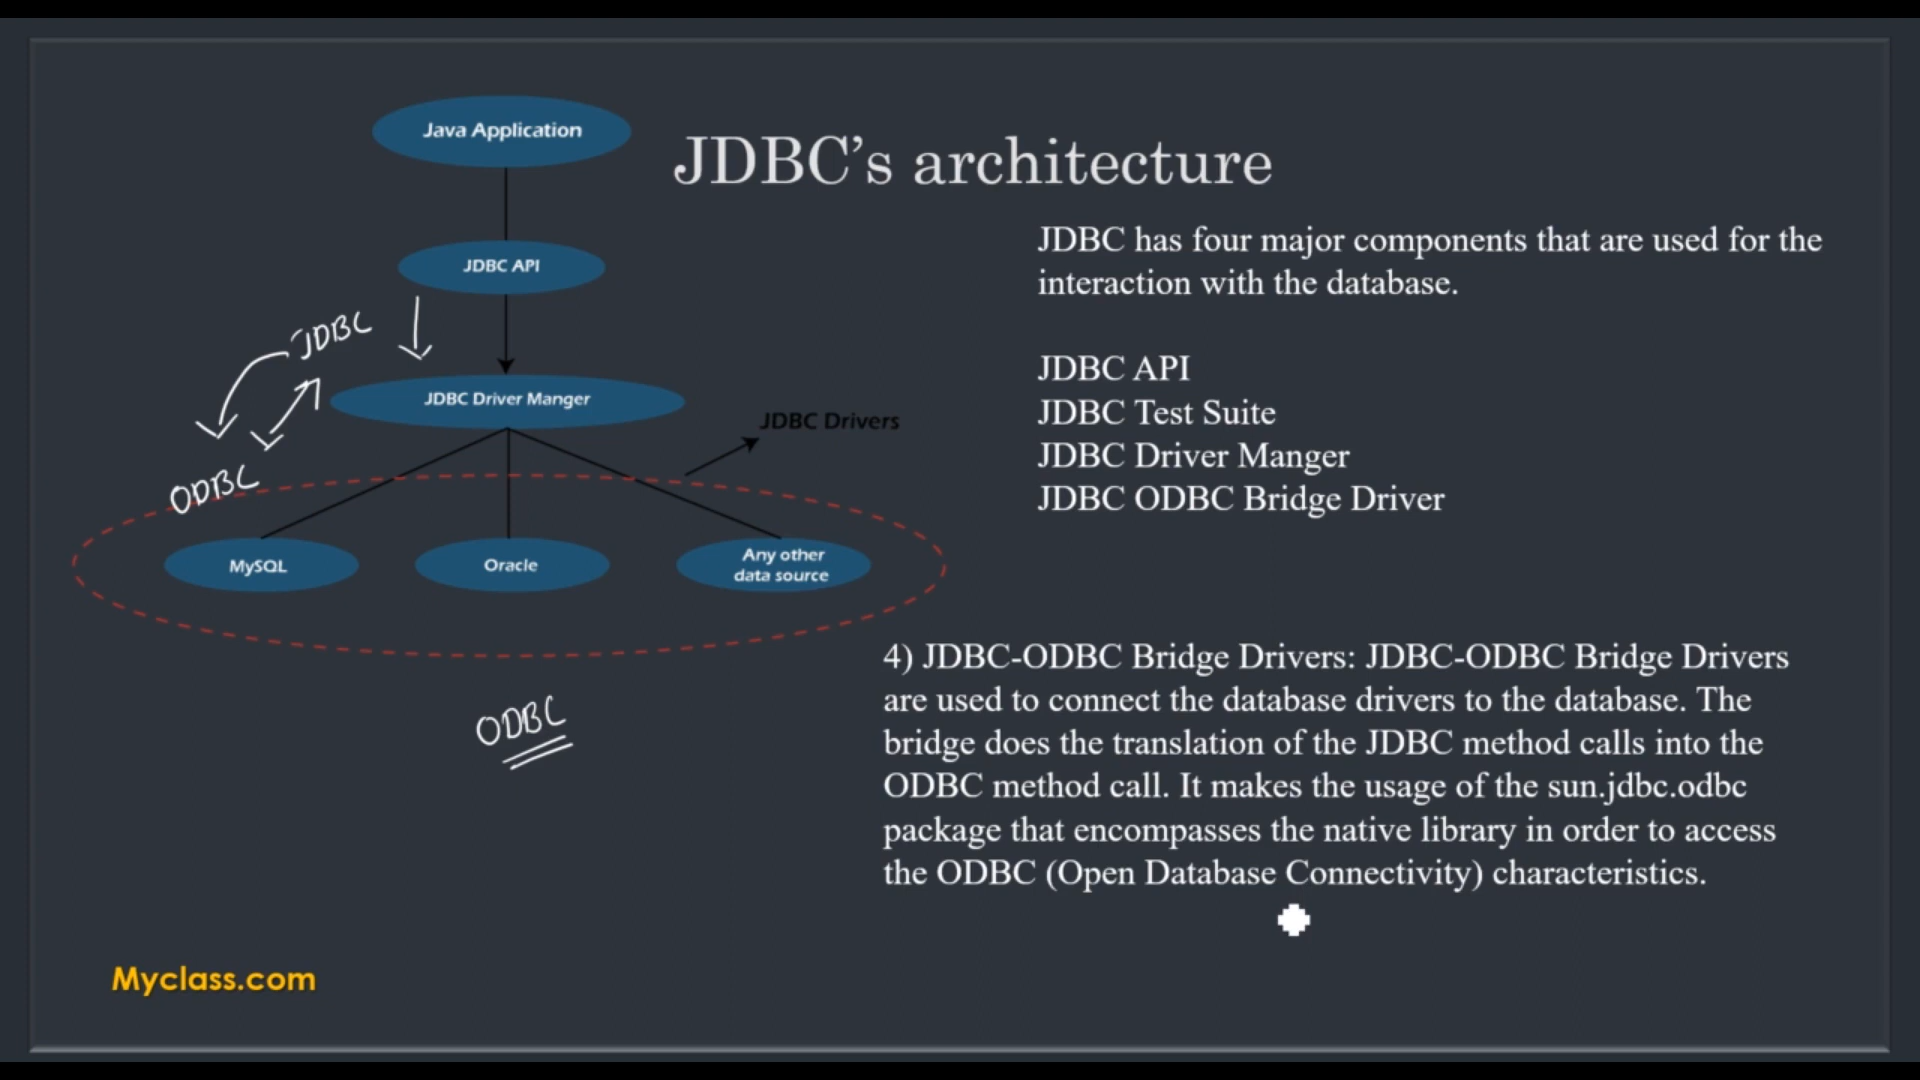 Java Application
JDBC's architecture
JDBC API
JDBC
JDBC Driver Manger
JDBC Drivers
ODBC
MySQL
Oracle
Any other
data source
ODBC
JDBC has four major components that are used for the
interaction with the database.
JDBC API
JDBC Test Suite
JDBC Driver Manger
JDBC ODBC Bridge Driver
4) JDBC-ODBC Bridge Drivers: JDBC-ODBC Bridge Drivers
are used to connect the database drivers to the database. The
bridge does the translation of the JDBC method calls into the
ODBC method call. It makes the usage of the sun.jdbc.odbc
package that encompasses the native library in order to access
the ODBC (Open Database Connectivity) characteristics.
Myclass.com